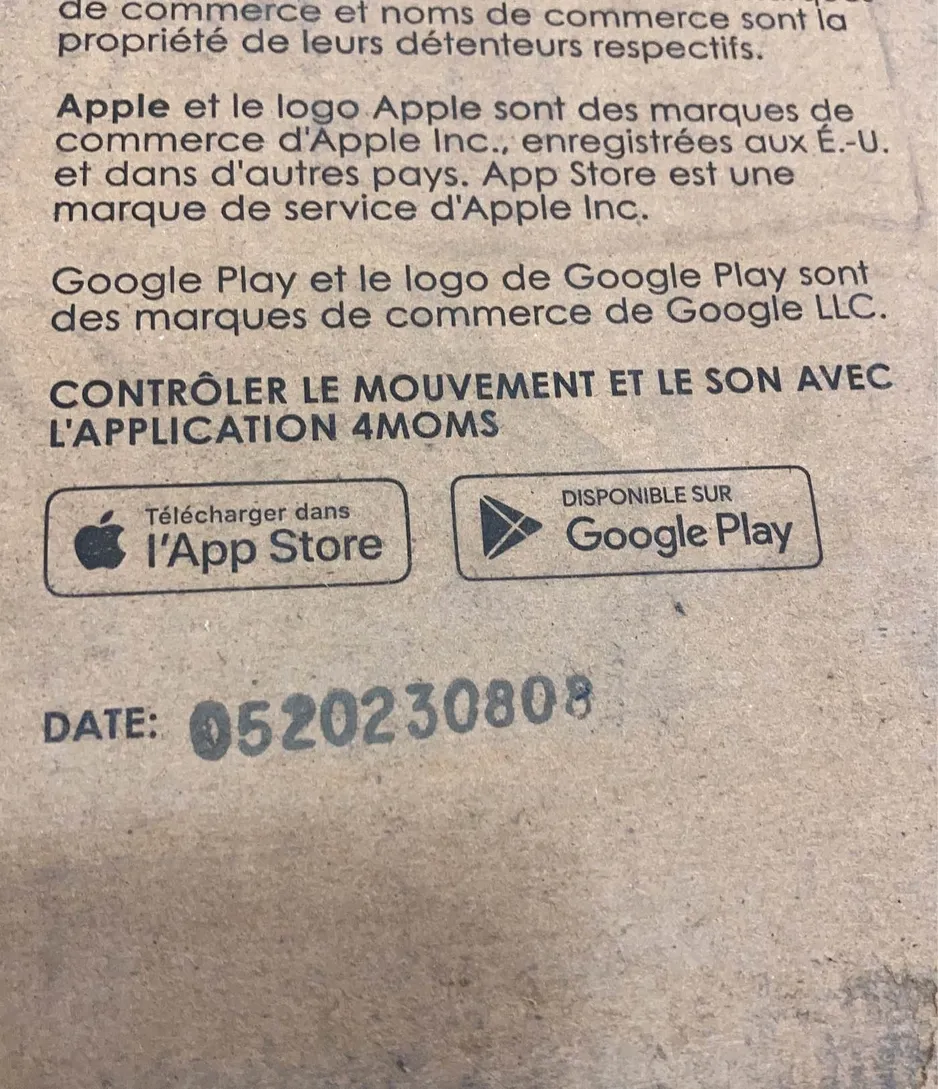 de commerce et noms de commerce sont la
propriété de leurs détenteurs respectifs.
Apple et le logo Apple sont des marques de
commerce d'Apple Inc., enregistrées aux É.-U.
et dans d'autres pays. App Store est une
marque de service d'Apple Inc.
Google Play et le logo de Google Play sont
des marques de commerce de Google LLC.
CONTRÔLER LE MOUVEMENT ET LE SON AVEC
L'APPLICATION 4MOMS
Télécharger dans
l'App Store
DISPONIBLE SUR
Google Play
DATE: 0520230808